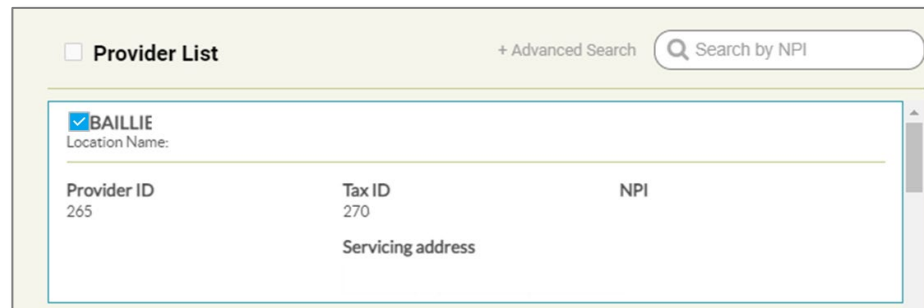 Provider List
+ Advanced Search
Search by NPI
BAILLIE
Location Name:
Provider ID
Tax ID
NPI
265
270
Servicing address